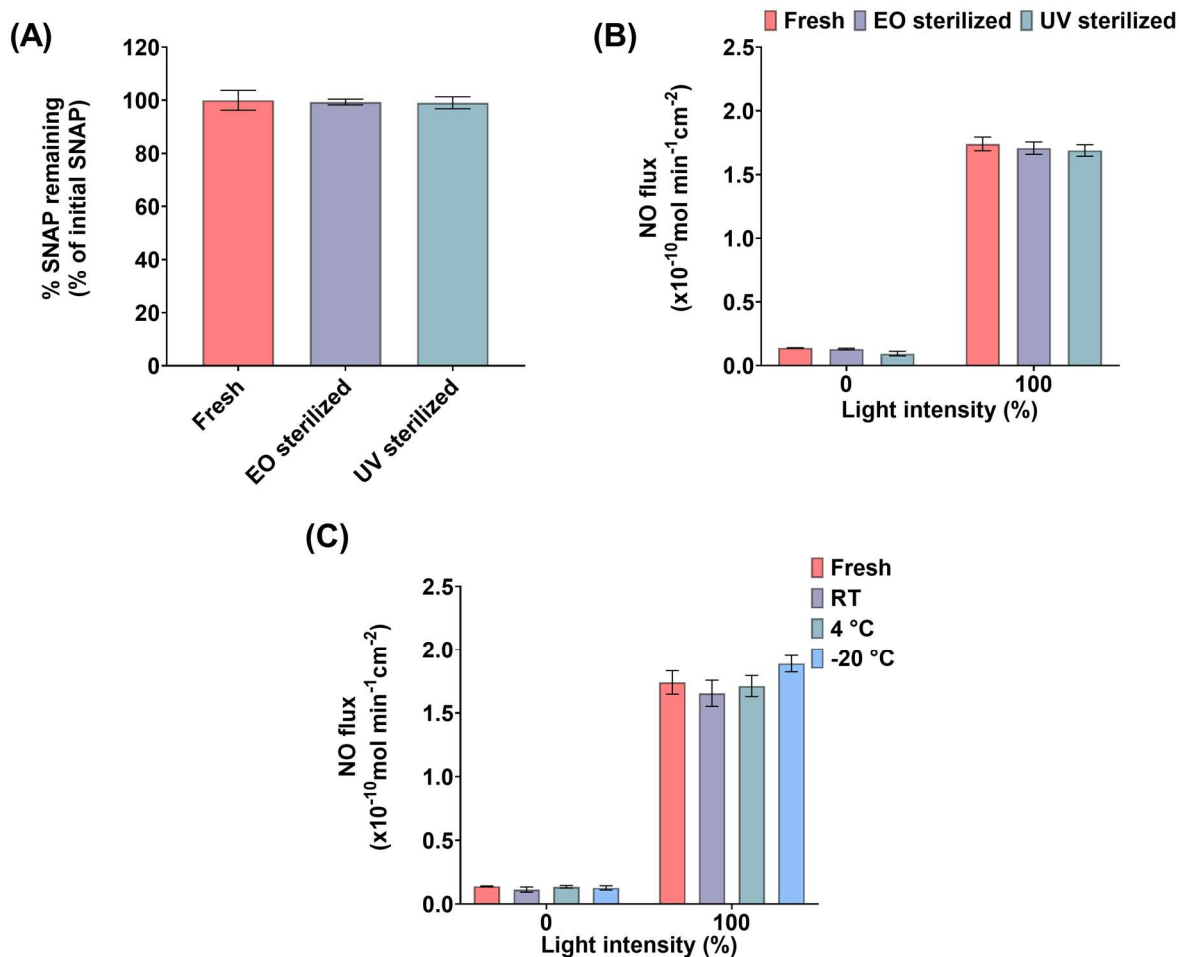 (A)
% SNAP remaining
(% of initial SNAP)
120
100
80
60
40
20
0
Fresh
EO sterilized
UV sterilized
(B)
Fresh EO sterilized UV sterilized
NO flux
(x10⁻¹⁰mol min⁻¹cm⁻²)
2.5
2.0
1.5
1.0
0.5
0.0
0 100
Light intensity (%)
(C)
Fresh
RT
4 °C
-20 °C
NO flux
(x10⁻¹⁰mol min⁻¹cm⁻²)
2.5
2.0
1.5
1.0
0.5
0.0
0 100
Light intensity (%)